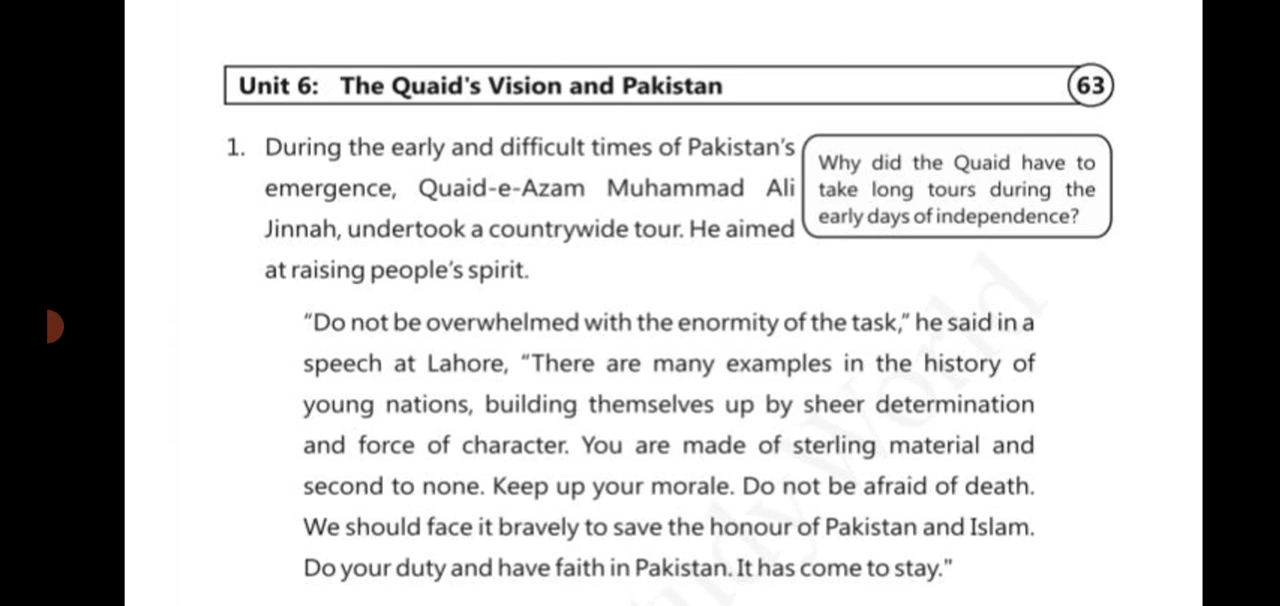 Unit 6: The Quaid's Vision and Pakistan
63
1. During the early and difficult times of Pakistan's
emergence, Quaid-e-Azam Muhammad Ali
Jinnah, undertook a countrywide tour. He aimed
at raising people's spirit.
Why did the Quaid have to
take long tours during the
early days of independence?
"Do not be overwhelmed with the enormity of the task," he said in a
speech at Lahore, "There are many examples in the history of
young nations, building themselves up by sheer determination
and force of character. You are made of sterling material and
second to none. Keep up your morale. Do not be afraid of death.
We should face it bravely to save the honour of Pakistan and Islam.
Do your duty and have faith in Pakistan. It has come to stay."